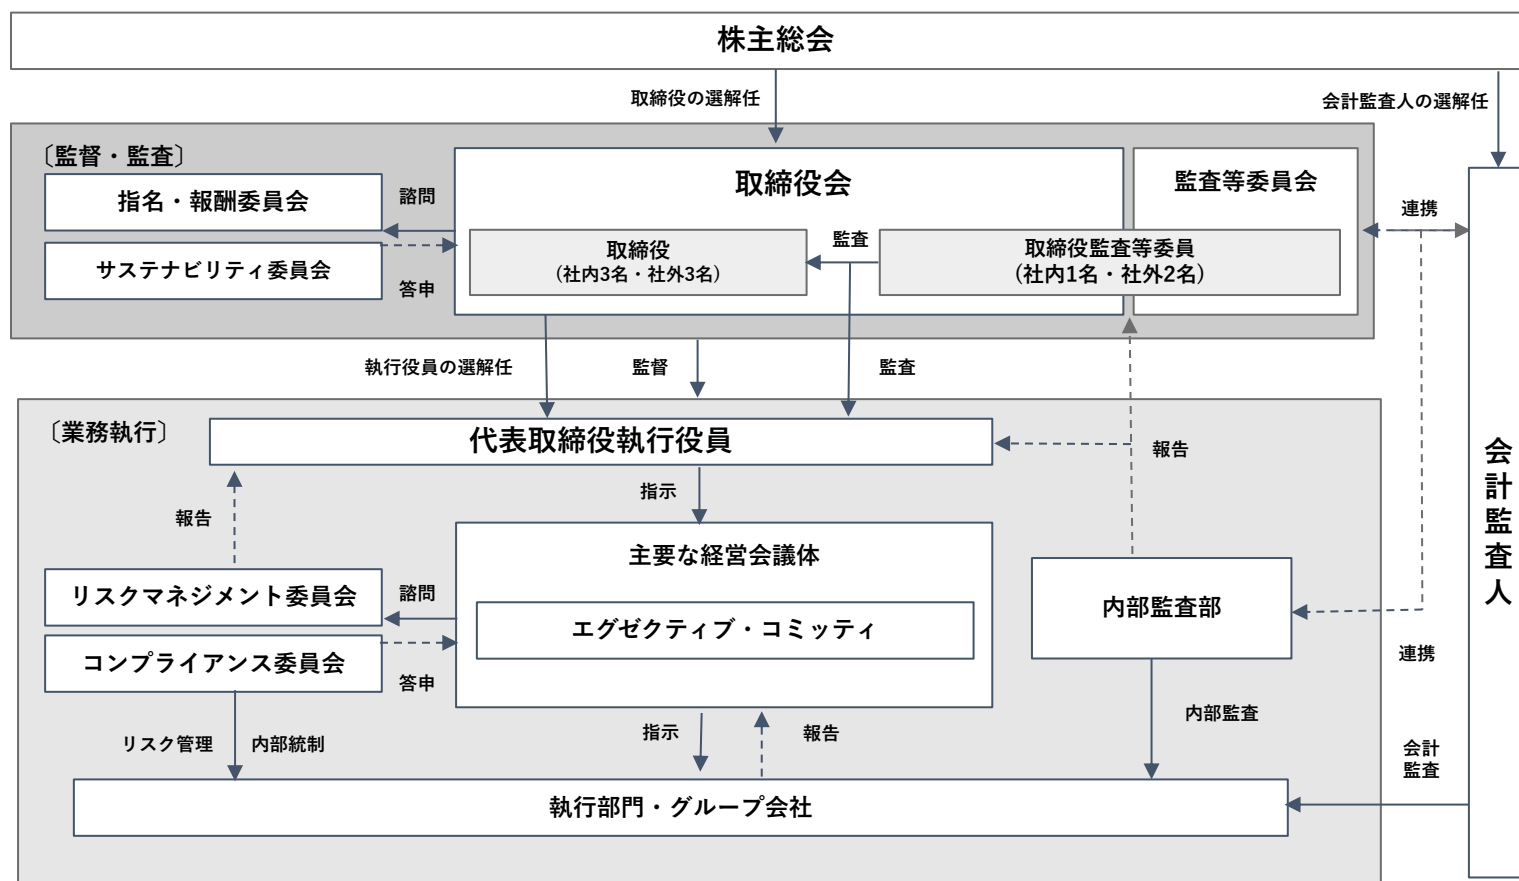 株主総会
取締役の選解任
会計監査人の選解任
〔監督・監査〕
指名・報酬委員会
サステナビリティ委員会
諮問
答申
取締役会
監査等委員会
取締役
（社内3名・社外3名）
監査
取締役監査等委員
（社内1名・社外2名）
連携
執行役員の選解任
監督
監査
〔業務執行〕
代表取締役執行役員
報告
指示
報告
主要な経営会議体
エグゼクティブ・コミッティ
リスクマネジメント委員会
コンプライアンス委員会
諮問
答申
内部監査部
連携
リスク管理
内部統制
指示
報告
内部監査
会計
監査
執行部門・グループ会社
会計監査人